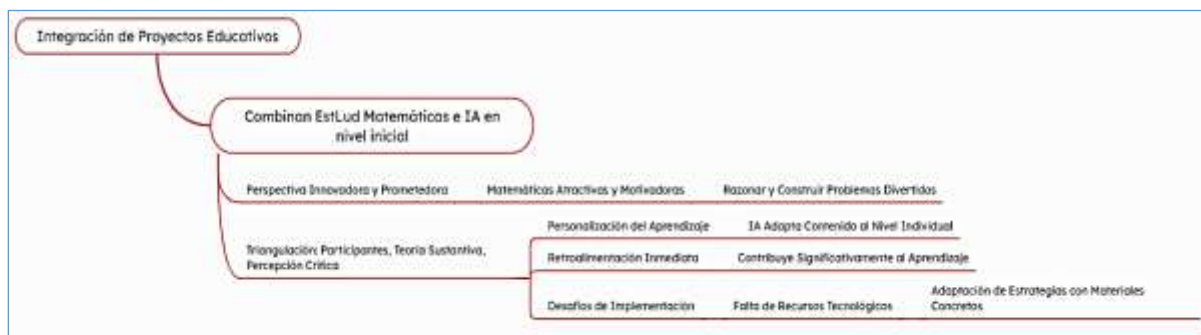 Integración de Proyectos Educativos
Combinan EstLud Matemáticas e IA en
nivel inicial
Perspectiva Innovadora y Prometedora
Matemáticas Atractivas y Motivadoras
Razonar y Construir Problemas Divertidos
Triangulación: Participantes, Teoría Sustantiva,
Percepción Crítica
Personalización del Aprendizaje
IA Adapta Contenido al Nivel Individual
Retroalimentación Inmediata
Contribuye Significativamente al Aprendizaje
Desafíos de Implementación
Falta de Recursos Tecnológicos
Adaptación de Estrategias con Materiales
Concretos